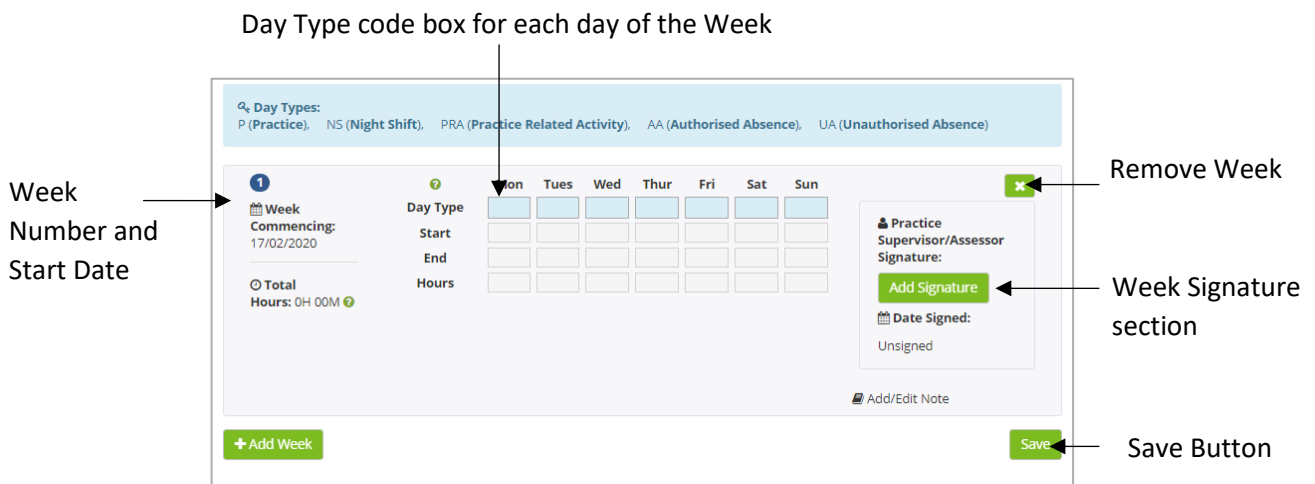 Day Type code box for each day of the Week
Day Types:
P (Practice), NS (Night Shift), PRA (Practice Related Activity), AA (Authorised Absence), UA (Unauthorised Absence)
Week
Number and
Start Date
1
Week
Commencing:
17/02/2020
Total
Hours: 0H 00M ?
? Mon Tues Wed Thur Fri Sat Sun
Day Type
Start
End
Hours
Remove Week
Practice
Supervisor/Assessor
Signature:
Add Signature
Date Signed:
Unsigned
Week Signature
section
Add/Edit Note
+ Add Week
Save
Save Button